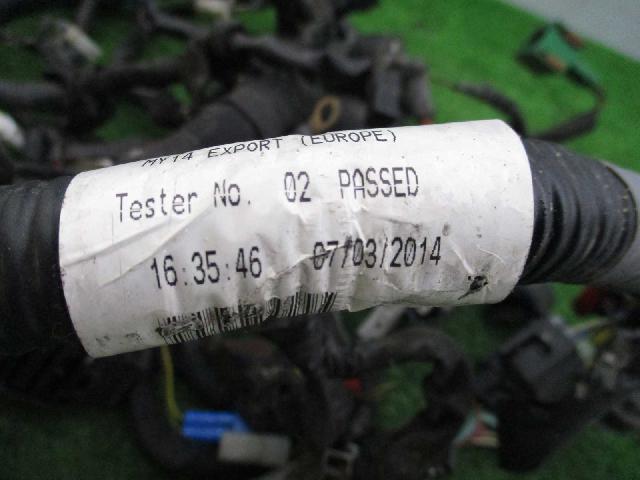 MY14 EXPORT (EUROPE)
Tester No. 02 PASSED
16:35:46 07/03/2014